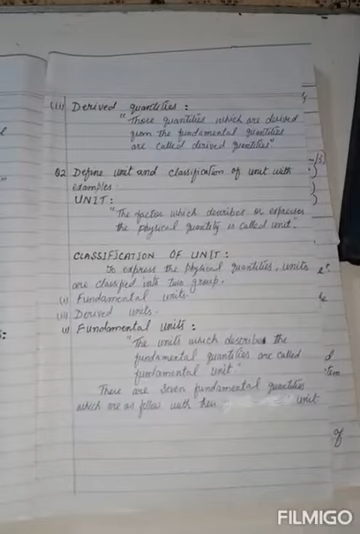 (iii) Derived quantities :
"Those quantities which are derived
from the fundamental quantities
are called derived quantities"
Q2 Define unit and classification of unit with
examples.
UNIT:
"The factor which describes or expresses
the physical quantity is called unit".
CLASSIFICATION OF UNIT:
To express the physical quantities, units
are classified into two group.
(i) Fundamental units.
(ii) Derived units.
(i) Fundamental units:
"The units which describe the
fundamental quantities are called
fundamental unit."
There are seven fundamental quantities
which are as follow with their unit
FILMIGO